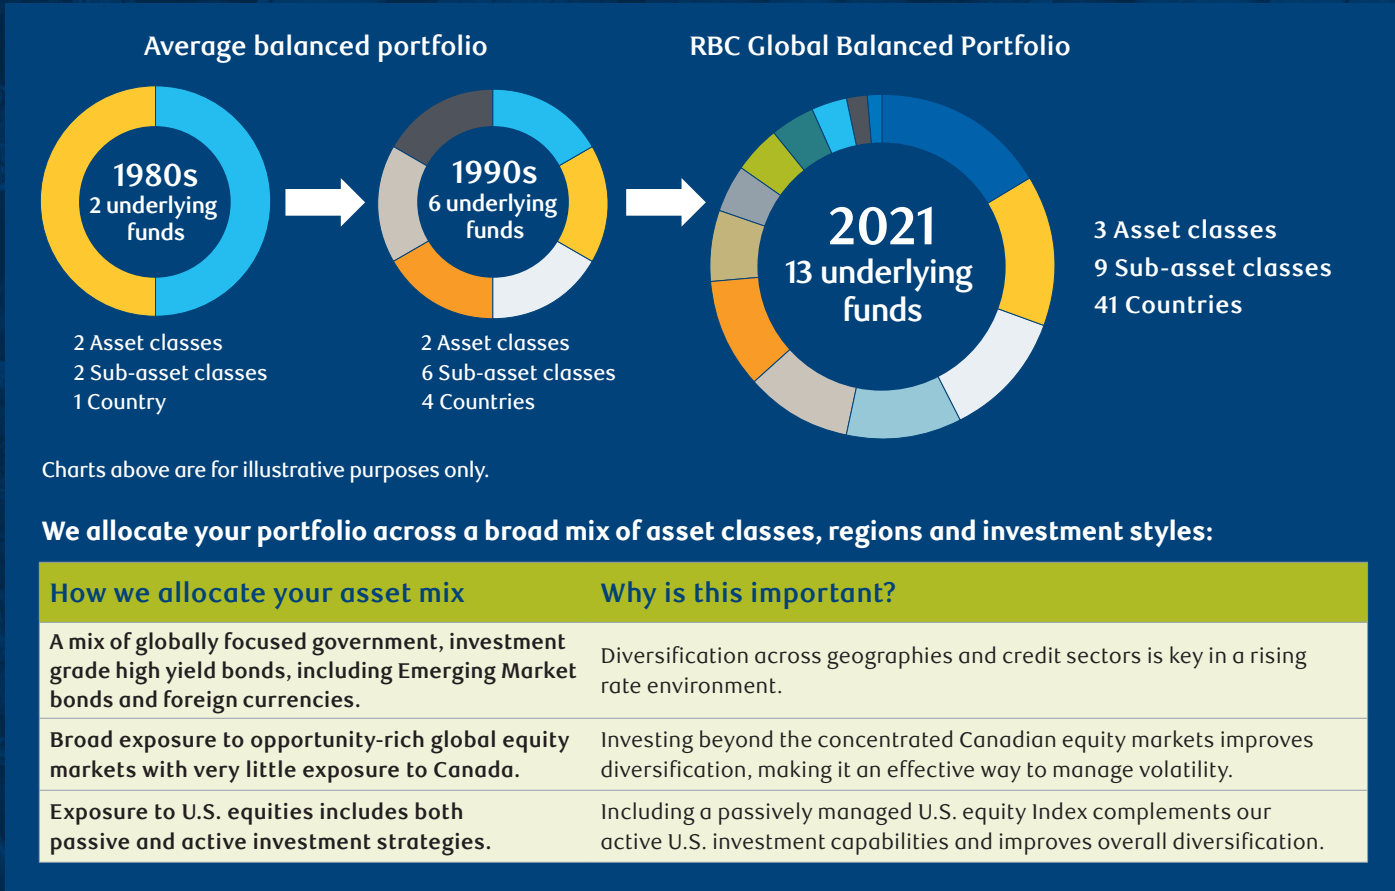 Average balanced portfolio
RBC Global Balanced Portfolio
1980s
2 underlying
funds
1990s
6 underlying
funds
2021
13 underlying
funds
3 Asset classes
9 Sub-asset classes
41 Countries
2 Asset classes
2 Sub-asset classes
1 Country
2 Asset classes
6 Sub-asset classes
4 Countries
Charts above are for illustrative purposes only.
We allocate your portfolio across a broad mix of asset classes, regions and investment styles:
How we allocate your asset mix
Why is this important?
A mix of globally focused government, investment
grade high yield bonds, including Emerging Market
bonds and foreign currencies.
Diversification across geographies and credit sectors is key in a rising
rate environment.
Broad exposure to opportunity-rich global equity
markets with very little exposure to Canada.
Investing beyond the concentrated Canadian equity markets improves
diversification, making it an effective way to manage volatility.
Exposure to U.S. equities includes both
passive and active investment strategies.
Including a passively managed U.S. equity Index complements our
active U.S. investment capabilities and improves overall diversification.